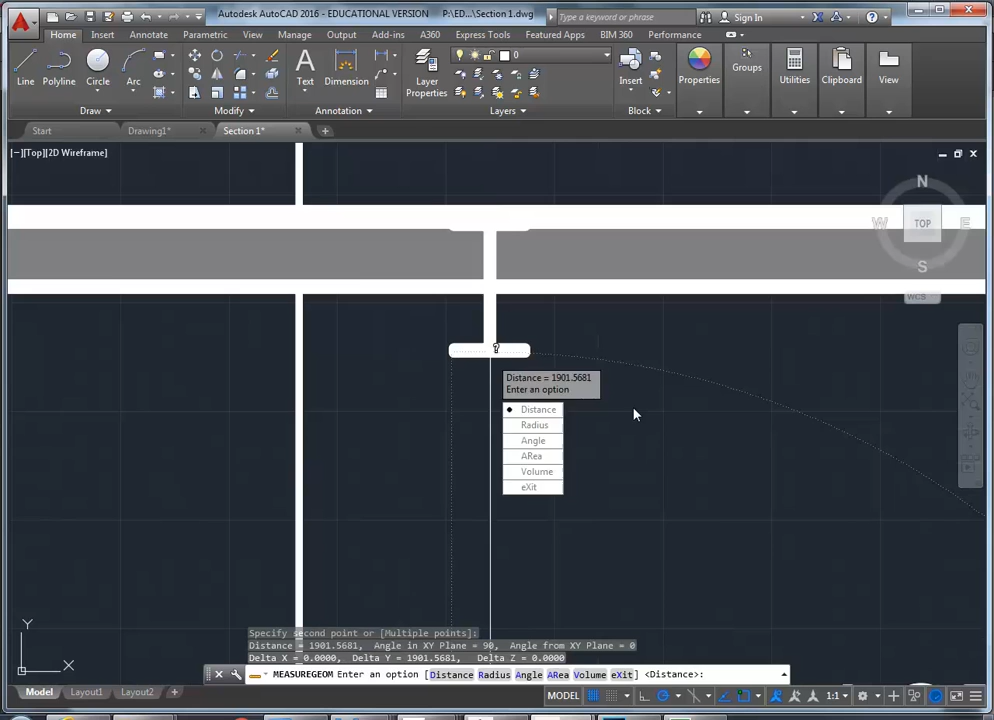 Autodesk AutoCAD 2016 - EDUCATIONAL VERSION P:\ED...\Section 1.dwg
Type a keyword or phrase
Sign In
Home Insert Annotate Parametric View Manage Output Add-ins A360 Express Tools Featured Apps BIM 360 Performance
Line Polyline Circle Arc
Text Dimension
Layer Properties
0
Insert
Properties Groups Utilities Clipboard View
Draw Modify Annotation Layers Block
Start Drawing1* Section 1*
[−][Top][2D Wireframe]
N
W TOP E
S
WCS
?
Distance = 1901.5681
Enter an option
Distance
Radius
Angle
ARea
Volume
eXit
Y
X
Specify second point or [Multiple points]:
Distance = 1901.5681, Angle in XY Plane = 90, Angle from XY Plane = 0
Delta X = 0.0000, Delta Y = 1901.5681, Delta Z = 0.0000
MEASUREGEOM Enter an option [Distance Radius Angle ARea Volume eXit] <Distance>:
Model Layout1 Layout2 +
MODEL 1:1